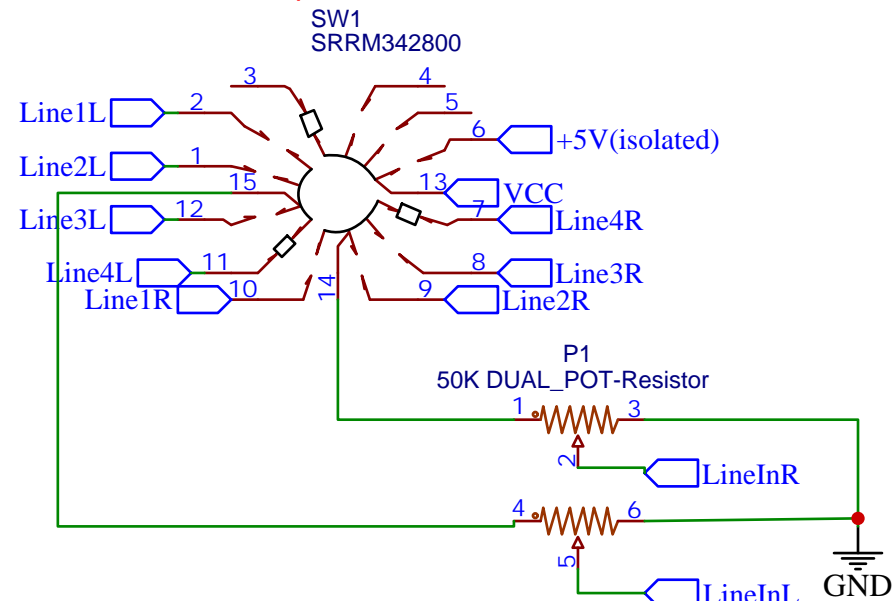 SW1
SRRM342800
3
4
Line1L
2
5
6
+5V(isolated)
Line2L
1
15
13
VCC
Line3L
12
7
Line4R
Line4L
11
8
Line3R
Line1R
10
14
9
Line2R
P1
50K DUAL_POT-Resistor
1
3
2
LineInR
4
6
5
GND
LineInL